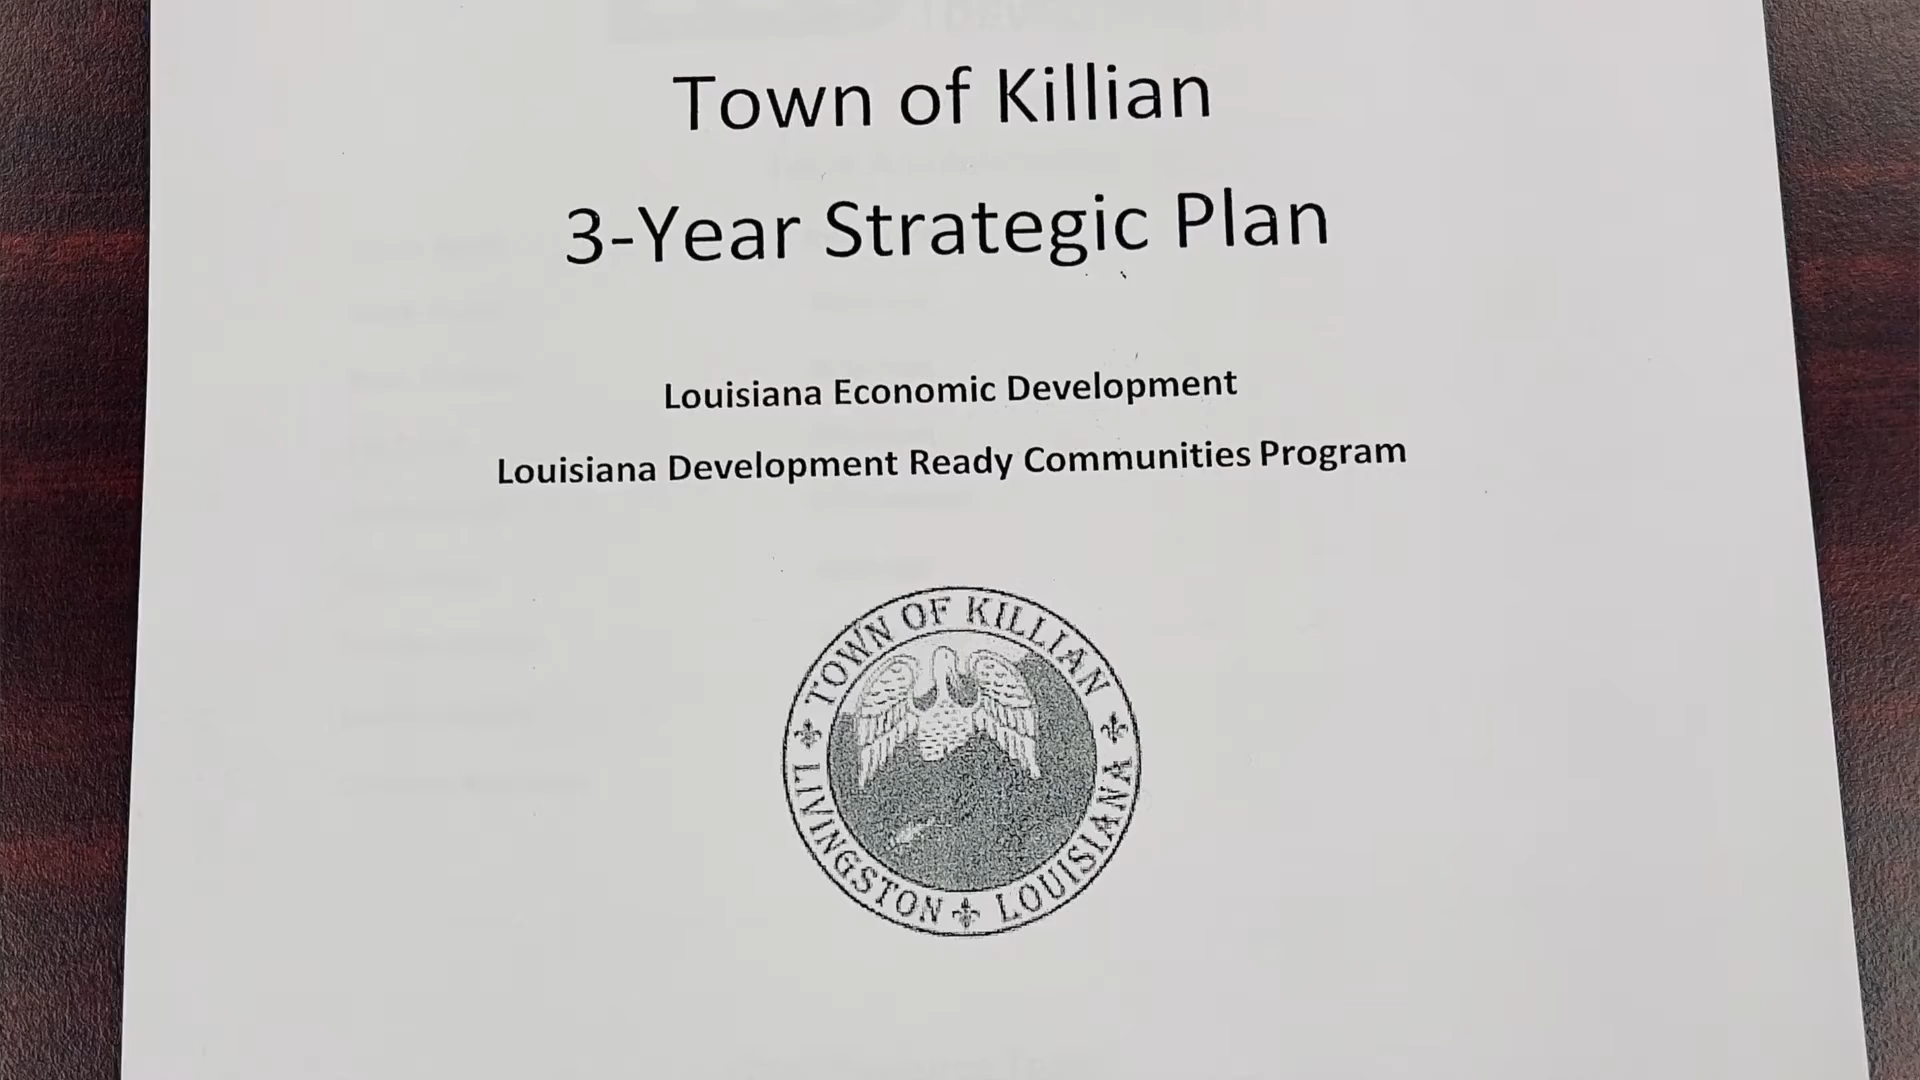 Town of Killian
3-Year Strategic Plan
Louisiana Economic Development
Louisiana Development Ready Communities Program
TOWN OF KILLIAN
LIVINGSTON LOUISIANA